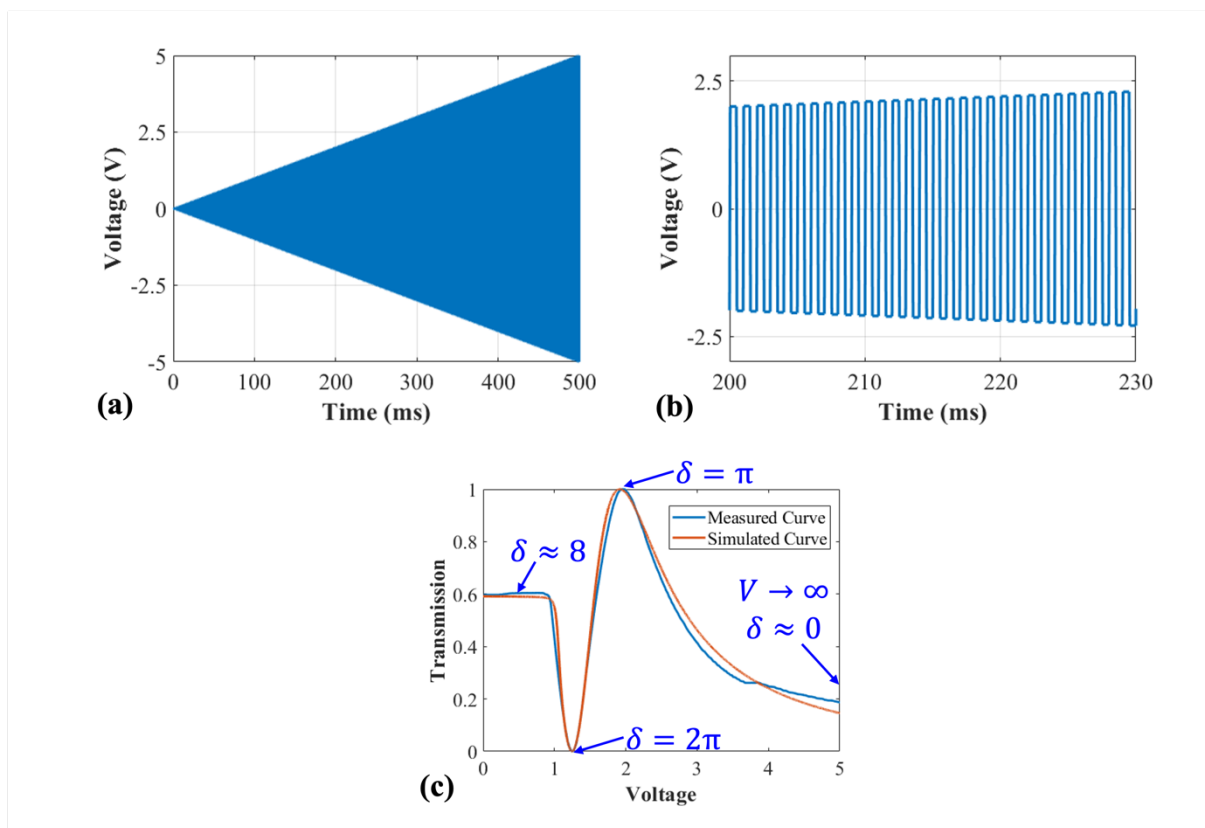 5
2.5
0
-2.5
-5
Voltage (V)
0 100 200 300 400 500
Time (ms)
(a)
2.5
0
-2.5
Voltage (V)
200 210 220 230
Time (ms)
(b)
δ = π
1
0.8
0.6
0.4
0.2
0
Transmission
Measured Curve
Simulated Curve
δ ≈ 8
V → ∞
δ ≈ 0
δ = 2π
0 1 2 3 4 5
Voltage
(c)